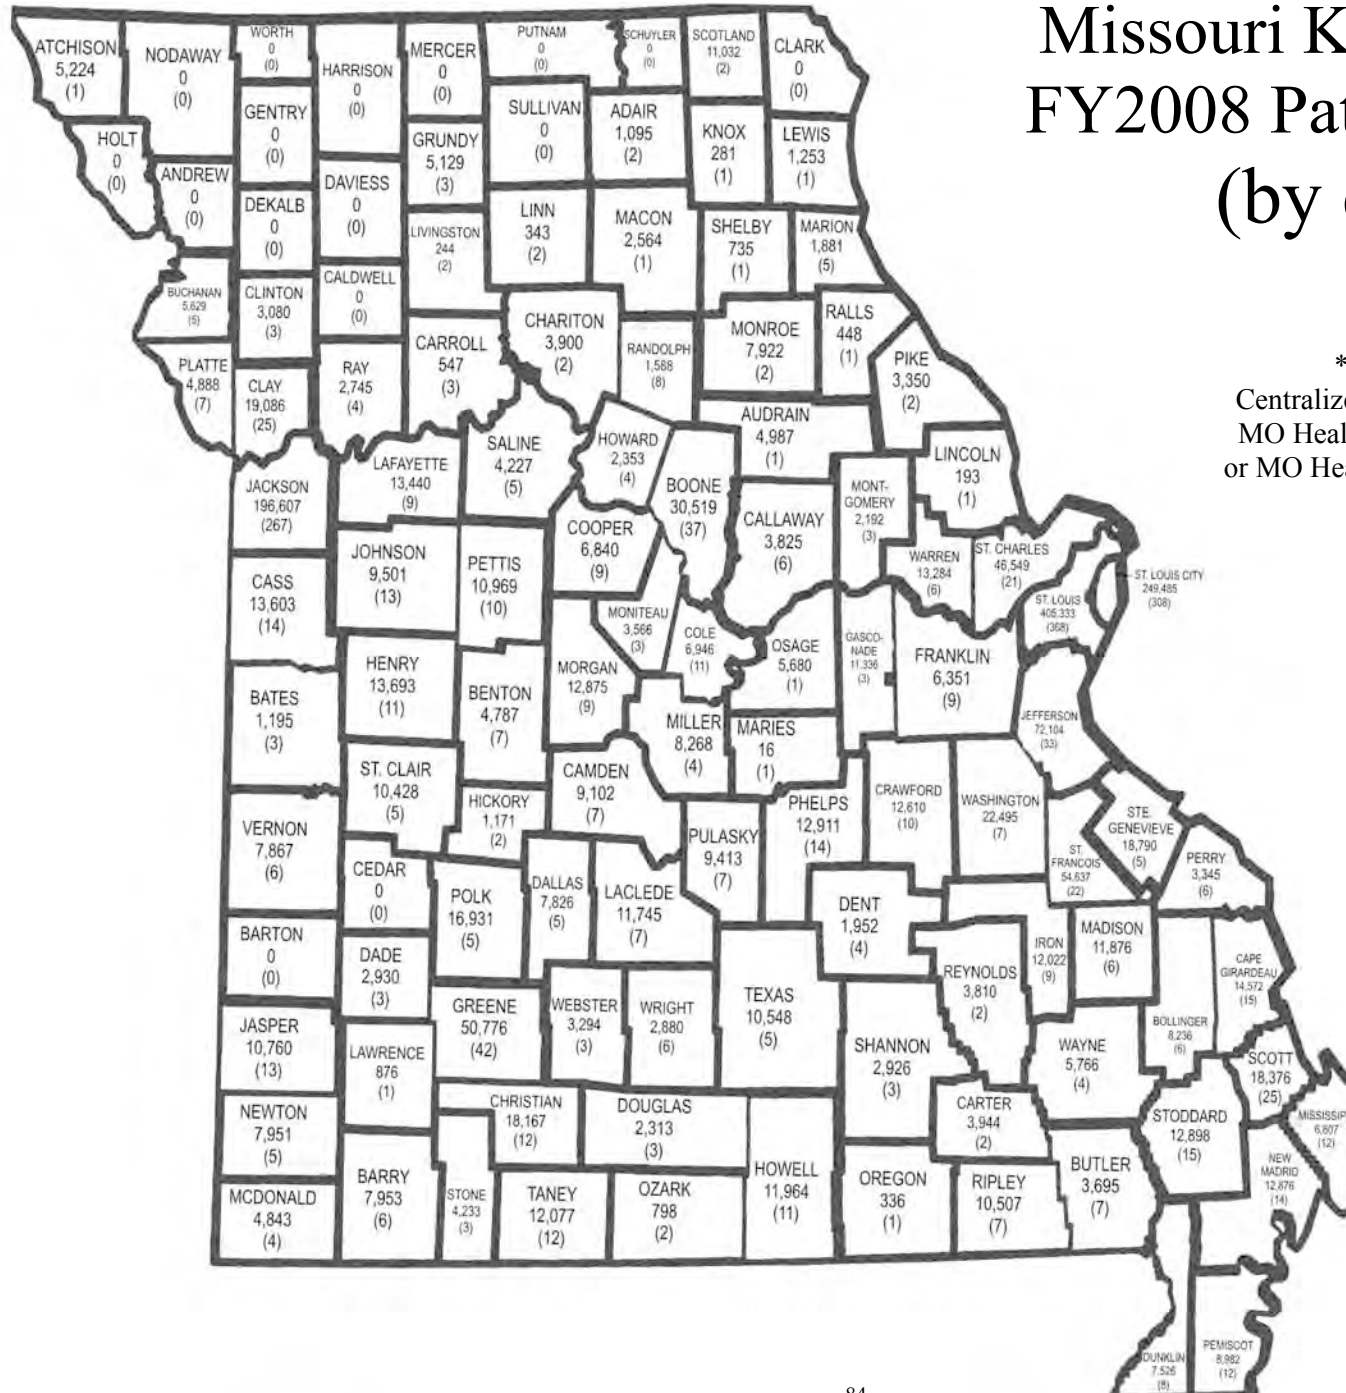 Missouri K
FY2008 Pat
(by
*
Centralize
MO Heal
or MO Hea
ATCHISON
5,224
(1)
NODAWAY
0
(0)
WORTH
0
(0)
HARRISON
0
(0)
MERCER
0
(0)
PUTNAM
0
(0)
SCHUYLER
0
(0)
SCOTLAND
11,032
(2)
CLARK
0
(0)
HOLT
0
(0)
ANDREW
0
(0)
GENTRY
0
(0)
DEKALB
0
(0)
DAVIESS
0
(0)
GRUNDY
5,129
(3)
SULLIVAN
0
(0)
ADAIR
1,095
(2)
KNOX
281
(1)
LEWIS
1,253
(1)
LIVINGSTON
244
(2)
LINN
343
(2)
MACON
2,564
(1)
SHELBY
735
(1)
MARION
1,881
(5)
BUCHANAN
5,629
(5)
CLINTON
3,080
(3)
CALDWELL
0
(0)
CARROLL
547
(3)
CHARITON
3,900
(2)
RANDOLPH
1,588
(8)
MONROE
7,922
(2)
RALLS
448
(1)
PIKE
3,350
(2)
PLATTE
4,888
(7)
CLAY
19,086
(25)
RAY
2,745
(4)
AUDRAIN
4,987
(1)
SALINE
4,227
(5)
HOWARD
2,353
(4)
BOONE
30,519
(37)
LINCOLN
193
(1)
JACKSON
196,607
(267)
LAFAYETTE
13,440
(9)
COOPER
6,840
(9)
CALLAWAY
3,825
(6)
MONT-
GOMERY
2,192
(3)
WARREN
13,284
(6)
ST. CHARLES
46,549
(21)
ST. LOUIS CITY
249,485
(308)
ST. LOUIS
405,333
(368)
CASS
13,603
(14)
JOHNSON
9,501
(13)
PETTIS
10,969
(10)
MONITEAU
3,566
(3)
COLE
6,946
(11)
OSAGE
5,680
(1)
GASCO-
NADE
11,336
(3)
FRANKLIN
6,351
(9)
JEFFERSON
72,104
(33)
BATES
1,195
(3)
HENRY
13,693
(11)
BENTON
4,787
(7)
MORGAN
12,875
(9)
MILLER
8,268
(4)
MARIES
16
(1)
ST. CLAIR
10,428
(5)
HICKORY
1,171
(2)
CAMDEN
9,102
(7)
PULASKY
9,413
(7)
PHELPS
12,911
(14)
CRAWFORD
12,610
(10)
WASHINGTON
22,495
(7)
ST.
FRANCOIS
54,637
(22)
STE.
GENEVIEVE
18,790
(5)
PERRY
3,345
(6)
VERNON
7,867
(6)
CEDAR
0
(0)
POLK
16,931
(5)
DALLAS
7,826
(5)
LACLEDE
11,745
(7)
DENT
1,952
(4)
IRON
12,022
(9)
MADISON
11,876
(6)
BARTON
0
(0)
DADE
2,930
(3)
REYNOLDS
3,810
(2)
CAPE
GIRARDEAU
14,572
(15)
JASPER
10,760
(13)
LAWRENCE
876
(1)
GREENE
50,776
(42)
WEBSTER
3,294
(3)
WRIGHT
2,880
(6)
TEXAS
10,548
(5)
SHANNON
2,926
(3)
WAYNE
5,766
(4)
BOLLINGER
8,236
(6)
SCOTT
18,376
(25)
NEWTON
7,951
(5)
CHRISTIAN
18,167
(12)
DOUGLAS
2,313
(3)
CARTER
3,944
(2)
STODDARD
12,898
(15)
MISSISSIP
6,607
(12)
MCDONALD
4,843
(4)
BARRY
7,953
(6)
STONE
4,233
(3)
TANEY
12,077
(12)
OZARK
798
(2)
HOWELL
11,964
(11)
OREGON
336
(1)
RIPLEY
10,507
(7)
BUTLER
3,695
(7)
NEW
MADRID
12,876
(14)
DUNKLIN
7,526
(8)
PEMISCOT
8,982
(12)
84